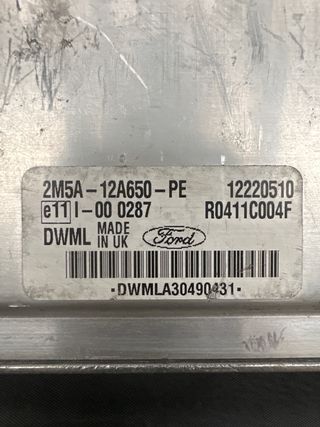 2M5A-12A650-PE 12220510
e11 I-00 0287 R0411C004F
DWML MADE IN UK Ford
·DWMLA30490431·